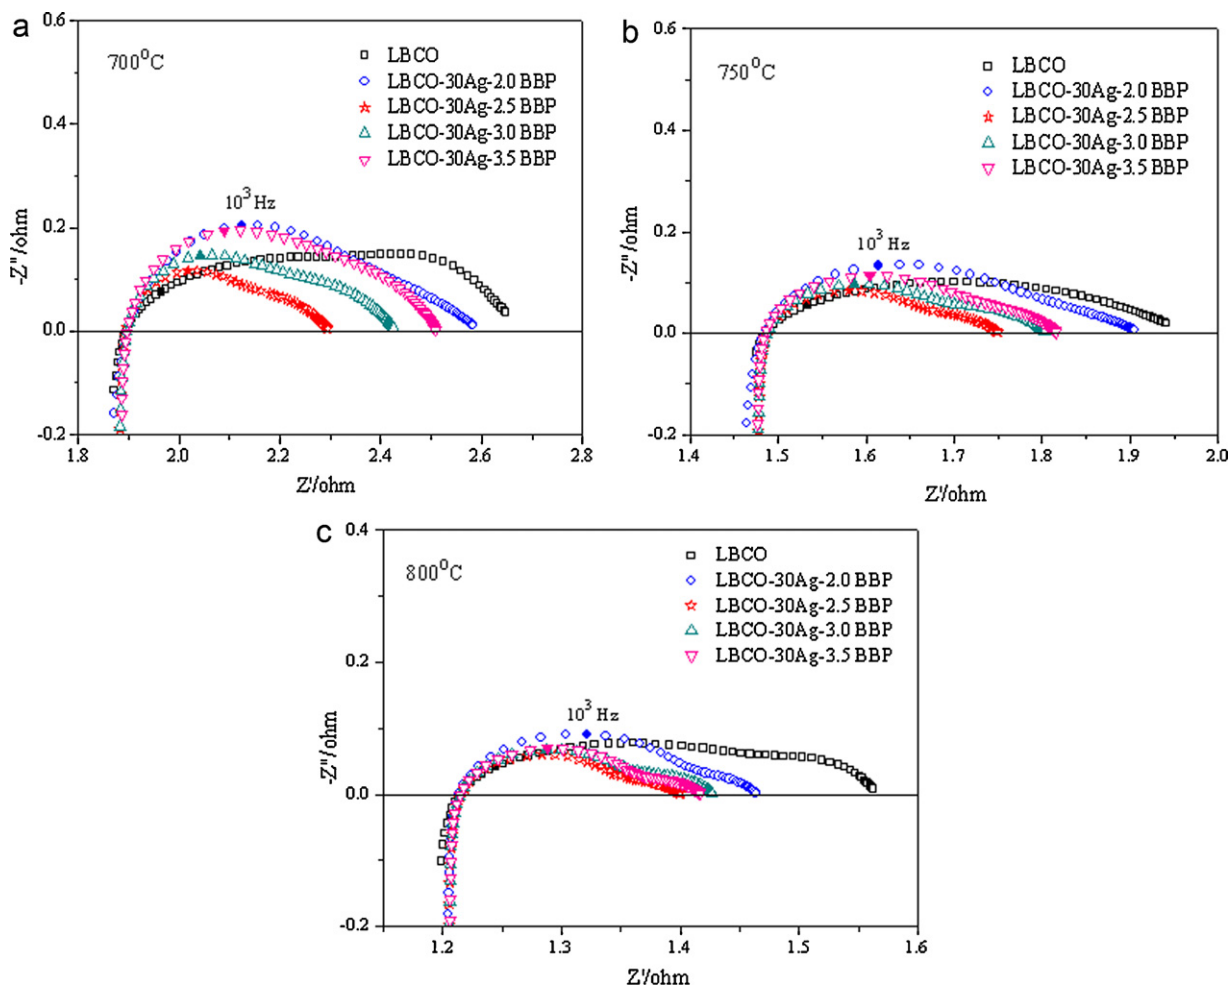 a
700°C
LBCO
LBCO-30Ag-2.0 BBP
LBCO-30Ag-2.5 BBP
LBCO-30Ag-3.0 BBP
LBCO-30Ag-3.5 BBP
10³ Hz
-Z''/ohm
0.6
0.4
0.2
0.0
-0.2
1.8 2.0 2.2 2.4 2.6 2.8
Z'/ohm
b
750°C
LBCO
LBCO-30Ag-2.0 BBP
LBCO-30Ag-2.5 BBP
LBCO-30Ag-3.0 BBP
LBCO-30Ag-3.5 BBP
10³ Hz
-Z''/ohm
0.6
0.4
0.2
0.0
-0.2
1.4 1.5 1.6 1.7 1.8 1.9 2.0
Z'/ohm
c
800°C
LBCO
LBCO-30Ag-2.0 BBP
LBCO-30Ag-2.5 BBP
LBCO-30Ag-3.0 BBP
LBCO-30Ag-3.5 BBP
10³ Hz
-Z''/ohm
0.4
0.2
0.0
-0.2
1.2 1.3 1.4 1.5 1.6
Z'/ohm